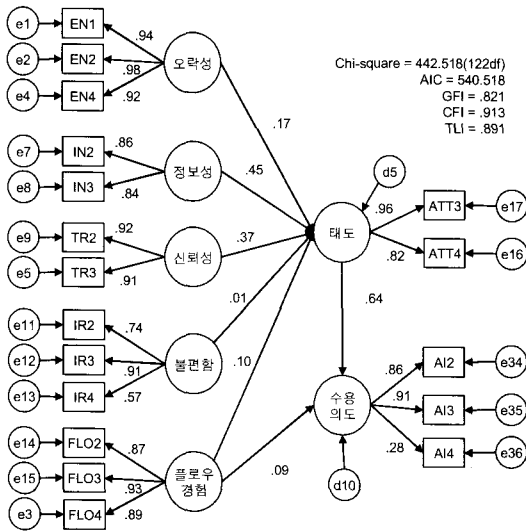 e1
EN1
e2
EN2
e4
EN4
.94
.98
.92
오락성
Chi-square = 442.518(122df)
AIC = 540.518
GFI = .821
CFI = .913
TLI = .891
.17
e7
IN2
e8
IN3
.86
.84
정보성
.45
d5
e9
TR2
e5
TR3
.92
.91
신뢰성
.37
태도
.96
.82
ATT3
e17
ATT4
e16
e11
IR2
e12
IR3
e13
IR4
.74
.91
.57
불편함
.01
.10
.64
e14
FLO2
e15
FLO3
e3
FLO4
.87
.93
.89
플로우
경험
.09
수용
의도
d10
.86
.91
.28
AI2
e34
AI3
e35
AI4
e36